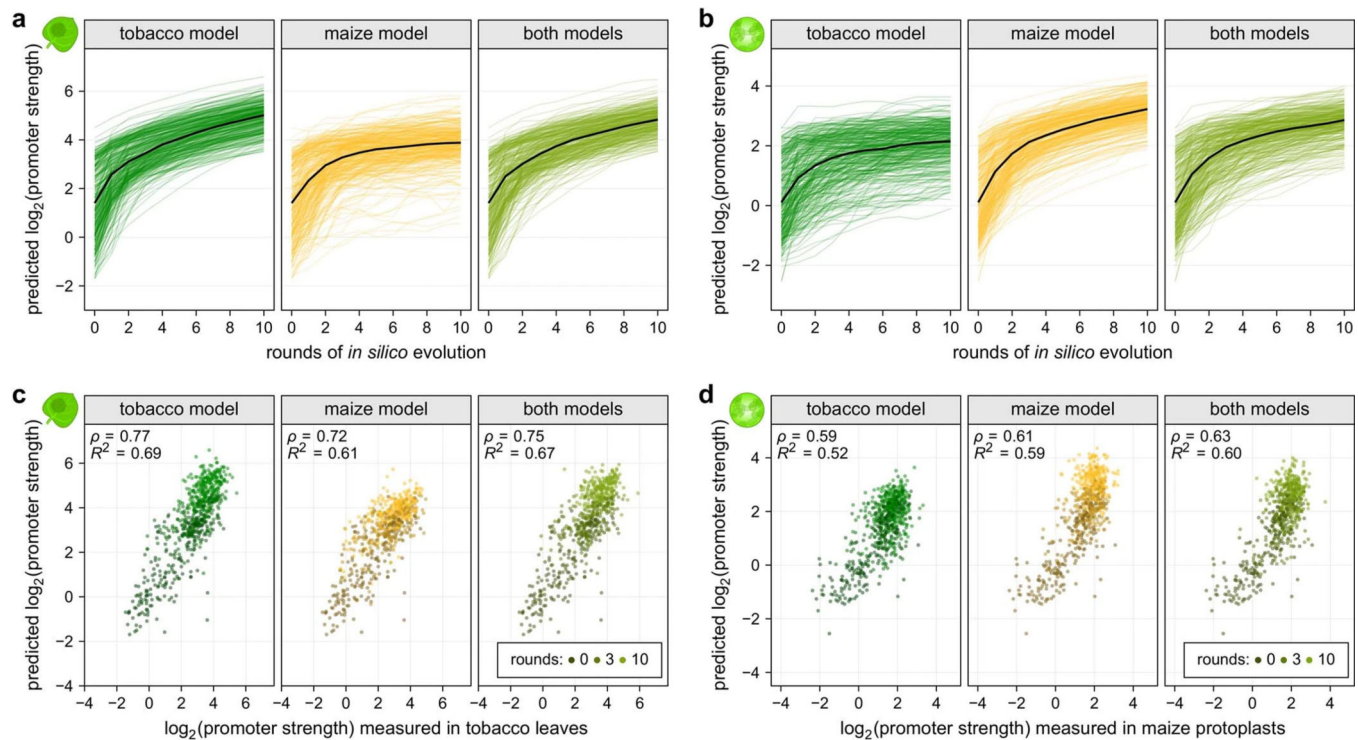 a
tobacco model
maize model
both models
predicted log₂(promoter strength)
6
4
2
0
−2
0 2 4 6 8 10
0 2 4 6 8 10
0 2 4 6 8 10
rounds of in silico evolution
b
tobacco model
maize model
both models
predicted log₂(promoter strength)
4
2
0
−2
0 2 4 6 8 10
0 2 4 6 8 10
0 2 4 6 8 10
rounds of in silico evolution
c
tobacco model
maize model
both models
predicted log₂(promoter strength)
6
4
2
0
−2
−4
ρ = 0.77
R² = 0.69
ρ = 0.72
R² = 0.61
ρ = 0.75
R² = 0.67
rounds: 0 3 10
−4 −2 0 2 4 6
−4 −2 0 2 4 6
−4 −2 0 2 4 6
log₂(promoter strength) measured in tobacco leaves
d
tobacco model
maize model
both models
predicted log₂(promoter strength)
4
2
0
−2
−4
ρ = 0.59
R² = 0.52
ρ = 0.61
R² = 0.59
ρ = 0.63
R² = 0.60
rounds: 0 3 10
−4 −2 0 2 4
−4 −2 0 2 4
−4 −2 0 2 4
log₂(promoter strength) measured in maize protoplasts